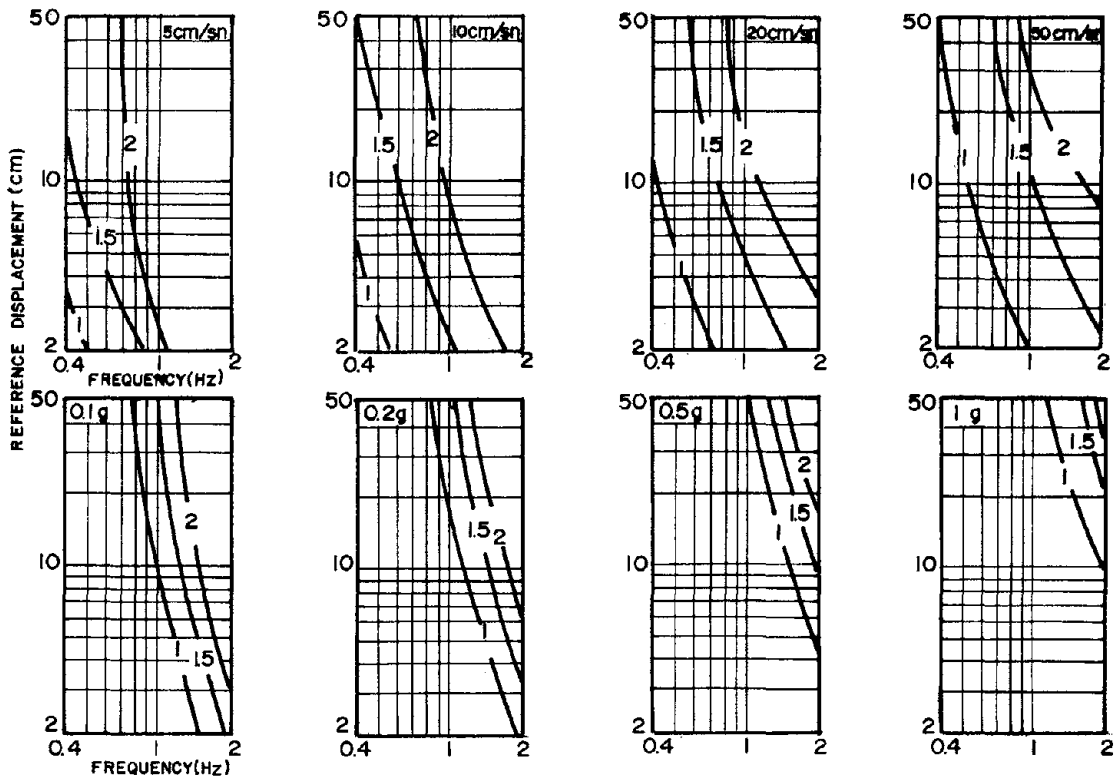 REFERENCE DISPLACEMENT (cm)
50 5cm/sn 50 10cm/sn 50 20cm/sn 50 50cm/sn
2 2 1.5 2 1.5 2
1.5 1
10 10 10 10
1.5
1 1 1
2 2 2 2
0.4 1 2 0.4 1 2 0.4 1 2 0.4 1 2
FREQUENCY(Hz)
50 0.1g 50 0.2g 50 0.5g 50 1g
1.5
2 1
2 1.5 2 1.5
1
10 10 10 10
1 1
1.5
2 2 2 2
0.4 1 2 0.4 1 2 0.4 1 2 0.4 1 2
FREQUENCY(Hz)